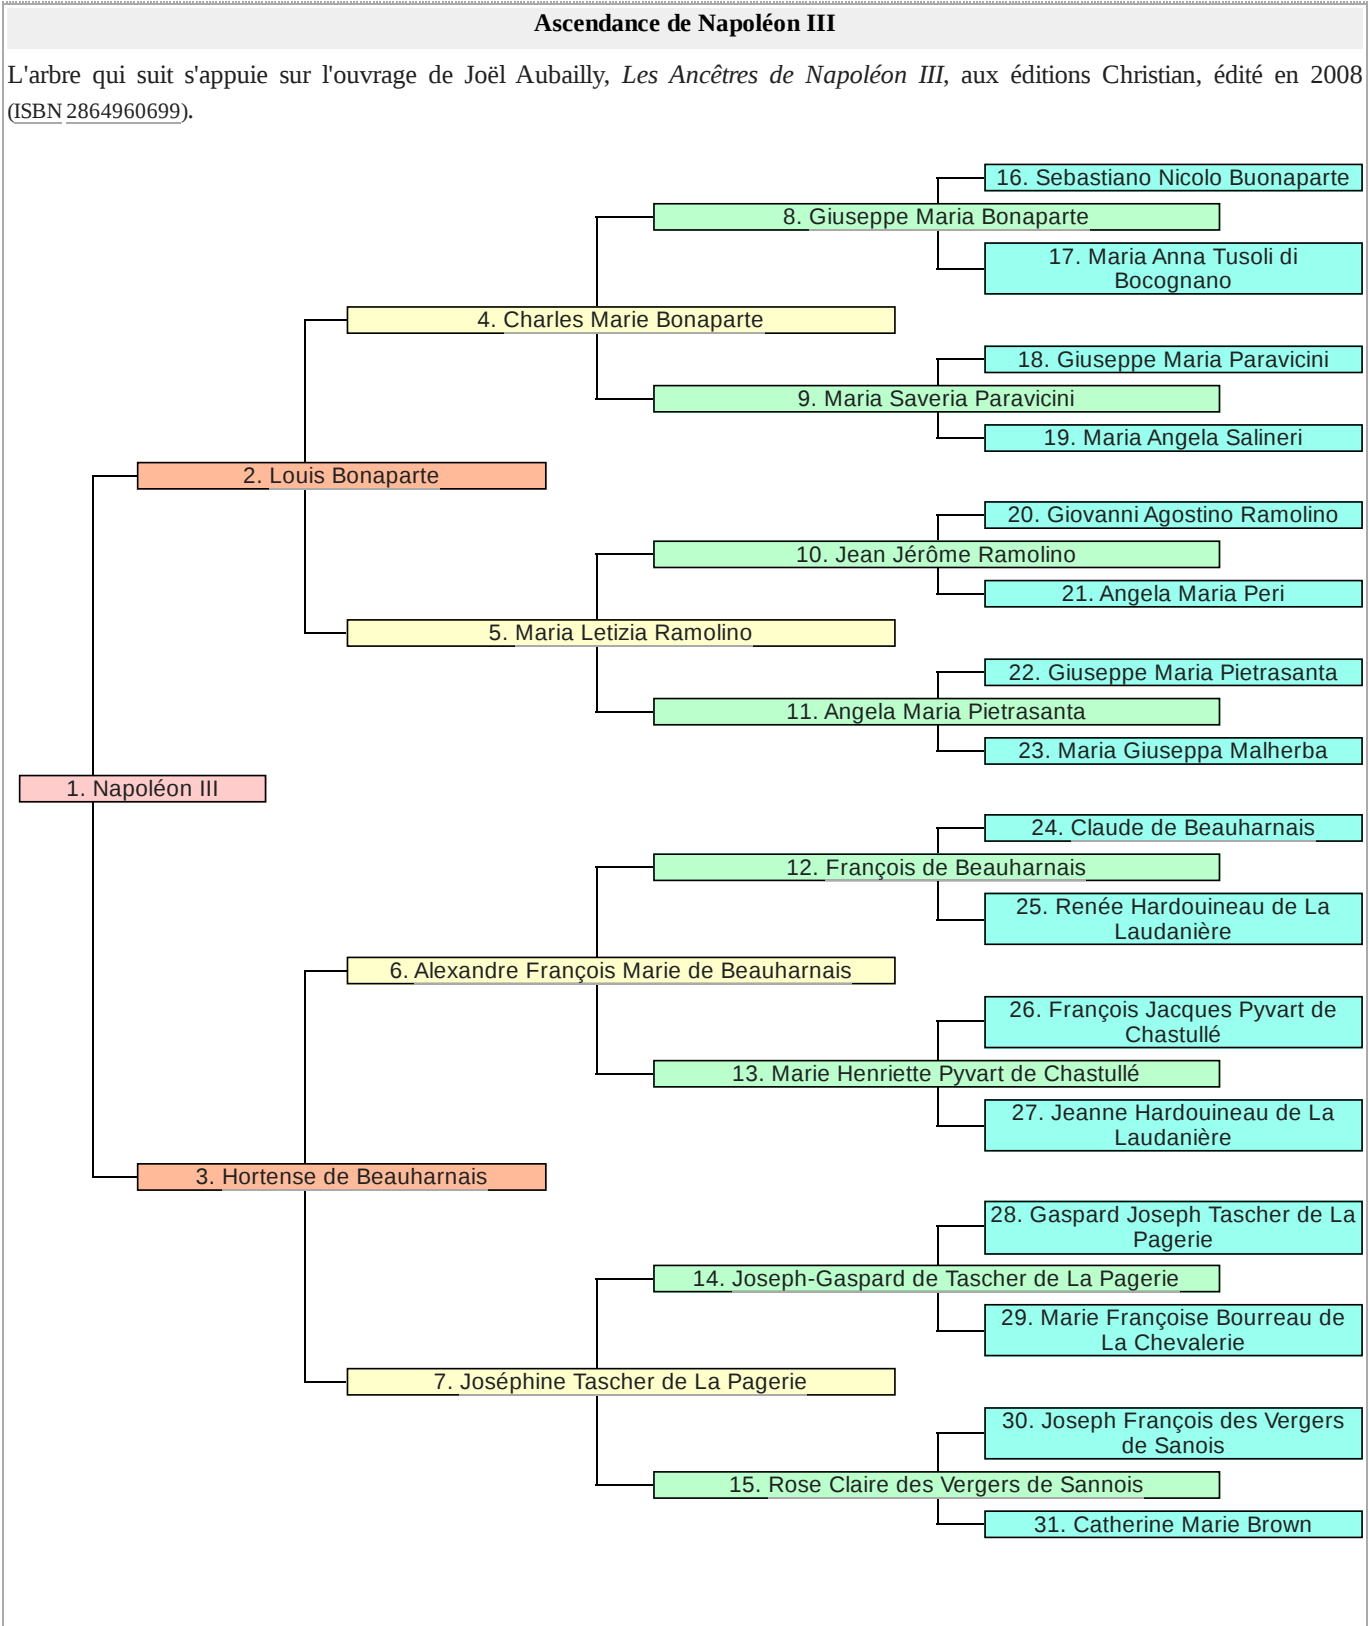 Ascendance de Napoléon III
L'arbre qui suit s'appuie sur l'ouvrage de Joël Aubailly, Les Ancêtres de Napoléon III, aux éditions Christian, édité en 2008
(ISBN 2864960699).
16. Sebastiano Nicolo Buonaparte
8. Giuseppe Maria Bonaparte
17. Maria Anna Tusoli di
Bocognano
4. Charles Marie Bonaparte
18. Giuseppe Maria Paravicini
9. Maria Saveria Paravicini
19. Maria Angela Salineri
2. Louis Bonaparte
20. Giovanni Agostino Ramolino
10. Jean Jérôme Ramolino
21. Angela Maria Peri
5. Maria Letizia Ramolino
22. Giuseppe Maria Pietrasanta
11. Angela Maria Pietrasanta
23. Maria Giuseppa Malherba
1. Napoléon III
24. Claude de Beauharnais
12. François de Beauharnais
25. Renée Hardouineau de La
Laudanière
6. Alexandre François Marie de Beauharnais
26. François Jacques Pyvart de
Chastullé
13. Marie Henriette Pyvart de Chastullé
27. Jeanne Hardouineau de La
Laudanière
3. Hortense de Beauharnais
28. Gaspard Joseph Tascher de La
Pagerie
14. Joseph-Gaspard de Tascher de La Pagerie
29. Marie Françoise Bourreau de
La Chevalerie
7. Joséphine Tascher de La Pagerie
30. Joseph François des Vergers
de Sanois
15. Rose Claire des Vergers de Sannois
31. Catherine Marie Brown